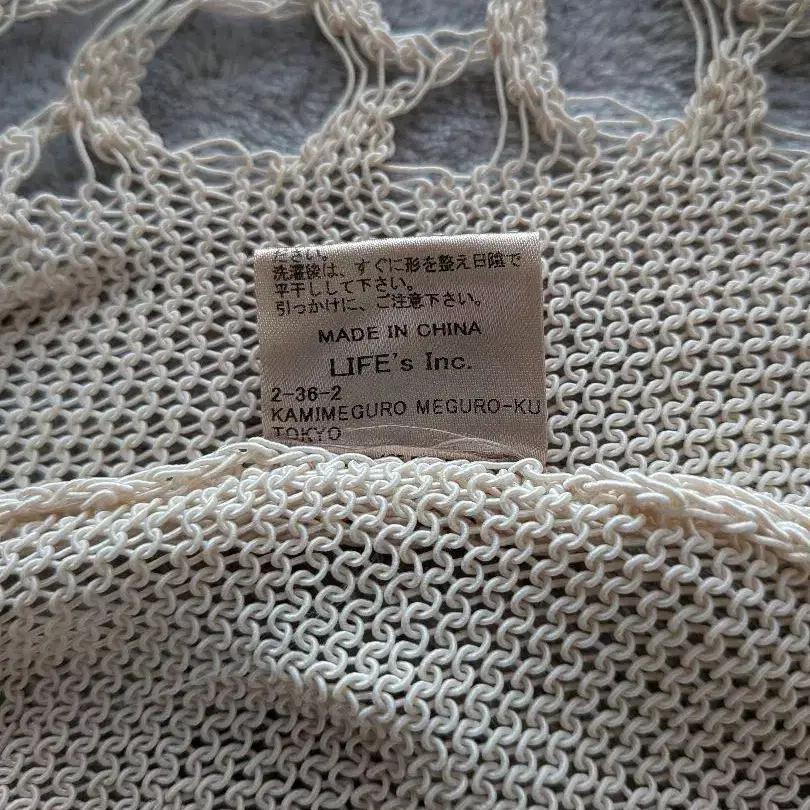 ださい。
洗濯後は、すぐに形を整え日陰で
平干しして下さい。
引っかけに、ご注意下さい。
MADE IN CHINA
LIFE's Inc.
2-36-2
KAMIMEGURO MEGURO-KU
TOKYO